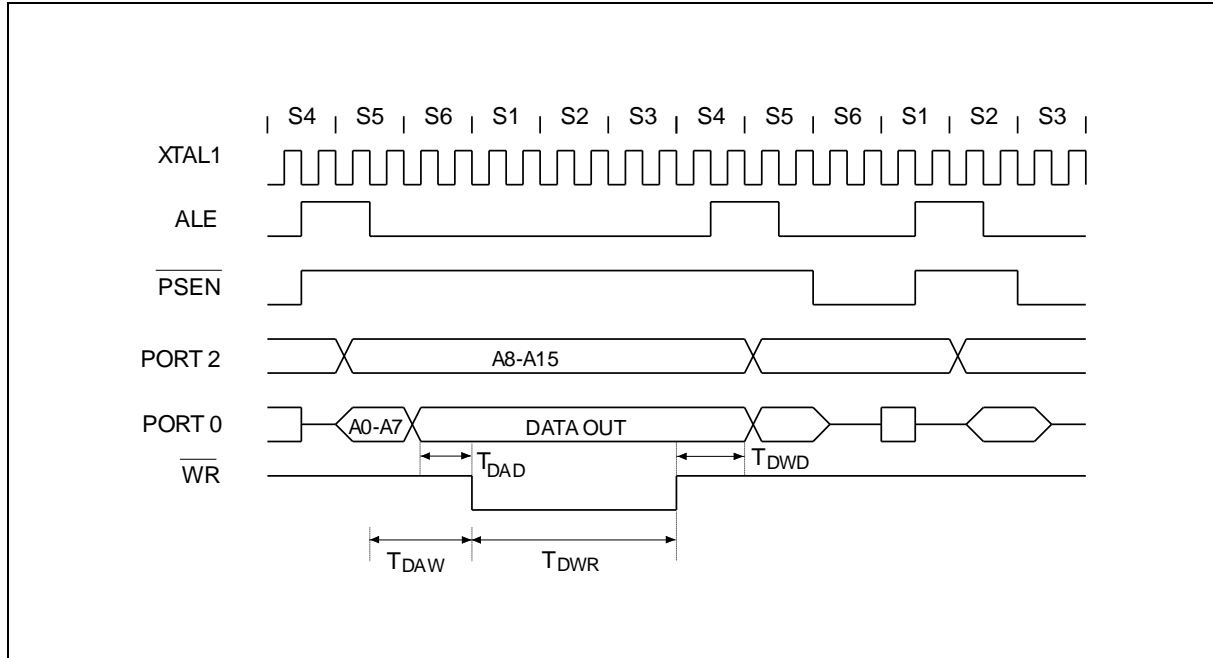 S4 S5 S6 S1 S2 S3 S4 S5 S6 S1 S2 S3
XTAL1
ALE
PSEN
PORT 2 A8-A15
PORT 0 A0-A7 DATA OUT
TDAD TDWD
WR
TDAW TDWR